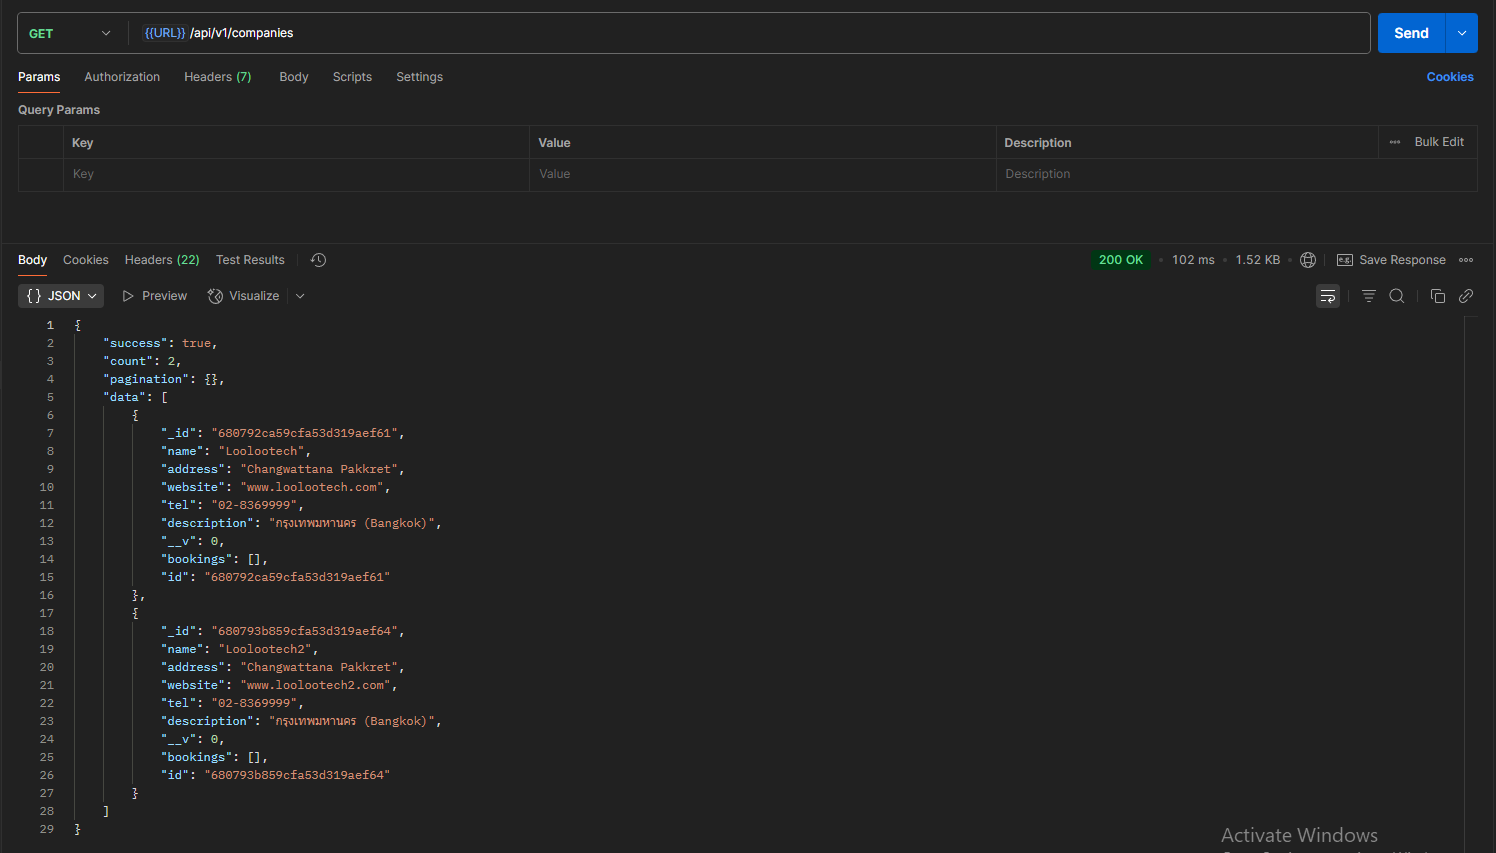 GET {{URL}} /api/v1/companies Send
Params Authorization Headers (7) Body Scripts Settings Cookies
Query Params
Key Value Description Bulk Edit
Key Value Description
Body Cookies Headers (22) Test Results 200 OK 102 ms 1.52 KB e.g. Save Response
{} JSON Preview Visualize
1 {
2 "success": true,
3 "count": 2,
4 "pagination": {},
5 "data": [
6 {
7 "_id": "680792ca59cfa53d319aef61",
8 "name": "Loolootech",
9 "address": "Changwattana Pakkret",
10 "website": "www.loolootech.com",
11 "tel": "02-8369999",
12 "description": "กรุงเทพมหานคร (Bangkok)",
13 "__v": 0,
14 "bookings": [],
15 "id": "680792ca59cfa53d319aef61"
16 },
17 {
18 "_id": "680793b859cfa53d319aef64",
19 "name": "Loolootech2",
20 "address": "Changwattana Pakkret",
21 "website": "www.loolootech2.com",
22 "tel": "02-8369999",
23 "description": "กรุงเทพมหานคร (Bangkok)",
24 "__v": 0,
25 "bookings": [],
26 "id": "680793b859cfa53d319aef64"
27 }
28 ]
29 }
Activate Windows